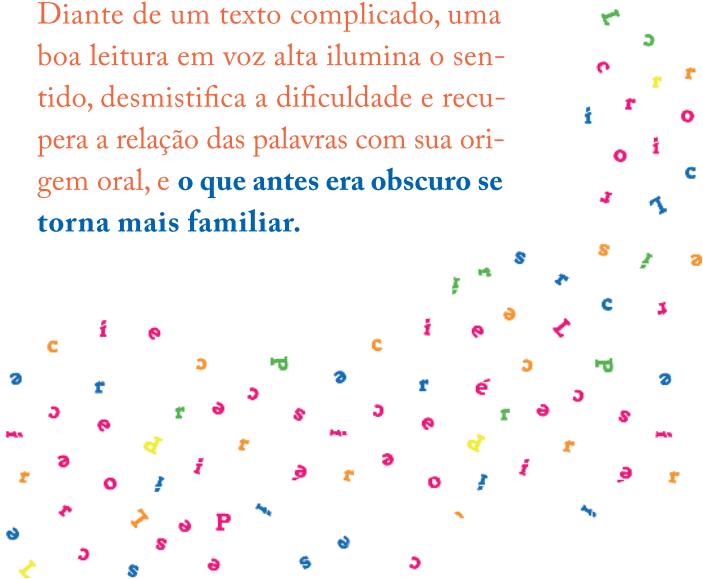 Diante de um texto complicado, uma
boa leitura em voz alta ilumina o sen-
tido, desmistifica a dificuldade e recu-
pera a relação das palavras com sua ori-
gem oral, e o que antes era obscuro se
torna mais familiar.